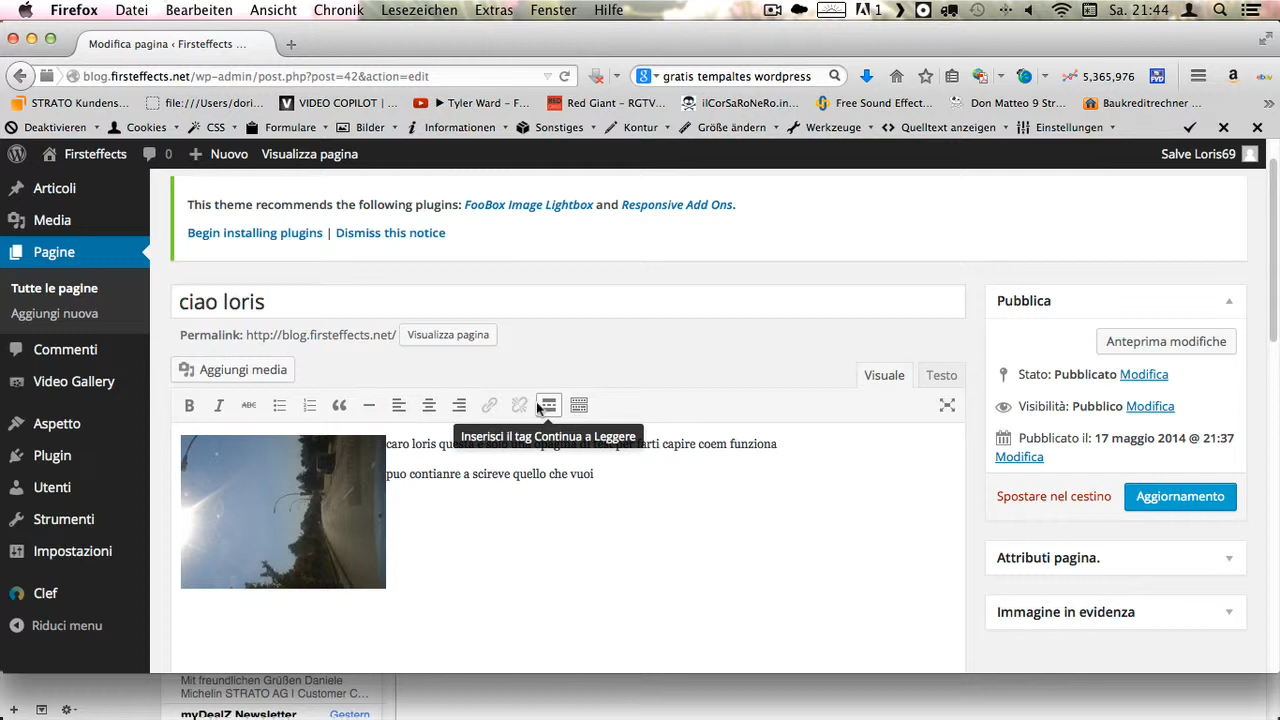 Firefox Datei Bearbeiten Ansicht Chronik Lesezeichen Extras Fenster Hilfe 1 Sa. 21:44
Modifica pagina ‹ Firsteffects ...
blog.firsteffects.net/wp-admin/post.php?post=42&action=edit gratis tempaltes wordpress 5,365,976
STRATO Kundens... file:///Users/dori... VIDEO COPILOT | ... Tyler Ward – F... Red Giant – RGTV... ilCorSaRoNeRo.in... Free Sound Effect... Don Matteo 9 Str... Baukreditrechner ...
Deaktivieren Cookies CSS Formulare Bilder Informationen Sonstiges Kontur Größe ändern Werkzeuge Quelltext anzeigen Einstellungen
Firsteffects 0 Nuovo Visualizza pagina Salve Loris69
Articoli
Media
Pagine
Tutte le pagine
Aggiungi nuova
Commenti
Video Gallery
Aspetto
Plugin
Utenti
Strumenti
Impostazioni
Clef
Riduci menu
This theme recommends the following plugins: FooBox Image Lightbox and Responsive Add Ons.
Begin installing plugins | Dismiss this notice
ciao loris
Permalink: http://blog.firsteffects.net/ Visualizza pagina
Aggiungi media
Visuale Testo
B I ABC
Inserisci il tag Continua a Leggere
caro loris farti capire coem funziona
puo contianre a scireve quello che vuoi
Pubblica
Anteprima modifiche
Stato: Pubblicato Modifica
Visibilità: Pubblico Modifica
Pubblicato il: 17 maggio 2014 @ 21:37
Modifica
Spostare nel cestino Aggiornamento
Attributi pagina.
Immagine in evidenza
Mit freundlichen Grüßen Daniele
Michelin STRATO AG | Customer C...
myDealZ Newsletter Gestern